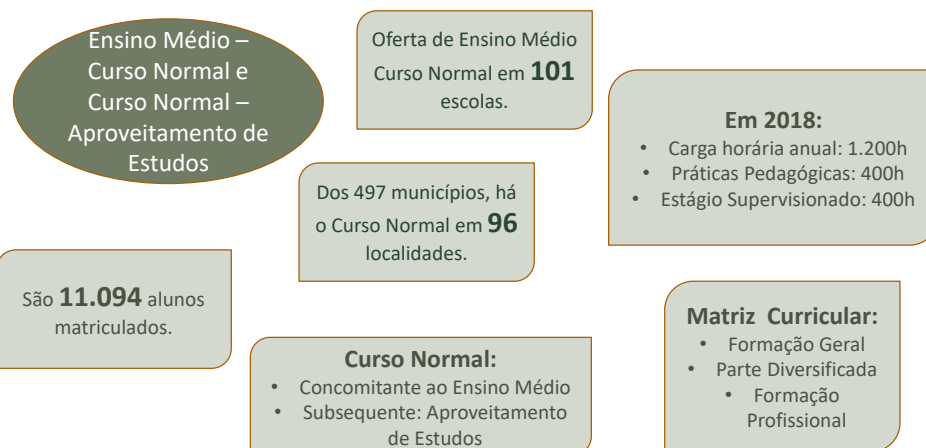 Ensino Médio –
Curso Normal e
Curso Normal –
Aproveitamento de
Estudos
Oferta de Ensino Médio
Curso Normal em 101
escolas.
Em 2018:
• Carga horária anual: 1.200h
• Práticas Pedagógicas: 400h
• Estágio Supervisionado: 400h
Dos 497 municípios, há
o Curso Normal em 96
localidades.
São 11.094 alunos
matriculados.
Matriz Curricular:
• Formação Geral
• Parte Diversificada
• Formação
Profissional
Curso Normal:
• Concomitante ao Ensino Médio
• Subsequente: Aproveitamento
de Estudos